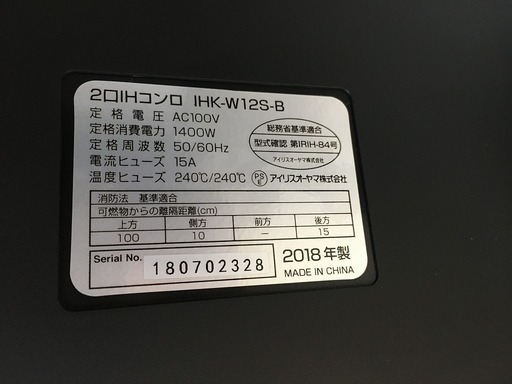 2口IHコンロ IHK-W12S-B
定格電圧 AC100V
定格消費電力 1400W
定格周波数 50/60Hz
電流ヒューズ 15A
温度ヒューズ 240℃/240℃
総務省基準適合
型式確認 第IRIH-84号
アイリスオーヤマ株式会社
PS
E
アイリスオーヤマ株式会社
消防法 基準適合
可燃物からの離隔距離(cm)
上方 側方 前方 後方
100 10 ー 15
Serial No. 180702328
2018年製
MADE IN CHINA